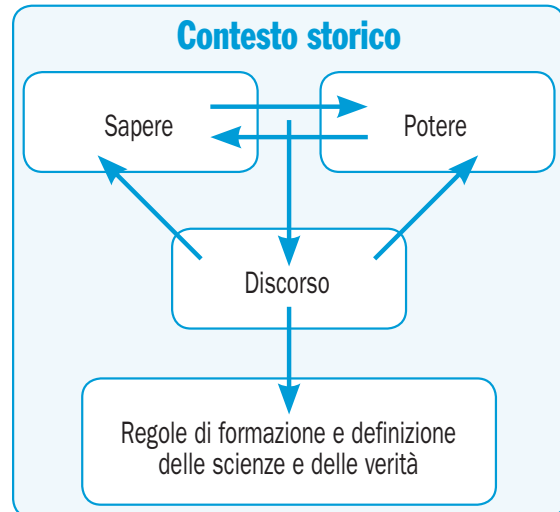 Contesto storico
Sapere
Potere
Discorso
Regole di formazione e definizione
delle scienze e delle verità